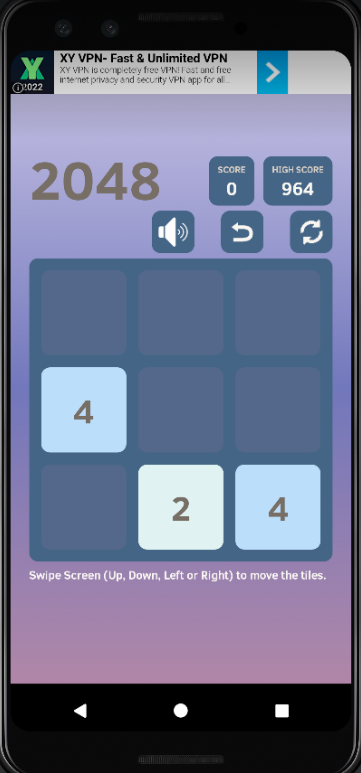 XY VPN- Fast & Unlimited VPN
XY VPN is completely free VPN! Fast and free
internet privacy and security VPN app for all...
2022
2048
SCORE
0
HIGH SCORE
964
4
2
4
Swipe Screen (Up, Down, Left or Right) to move the tiles.